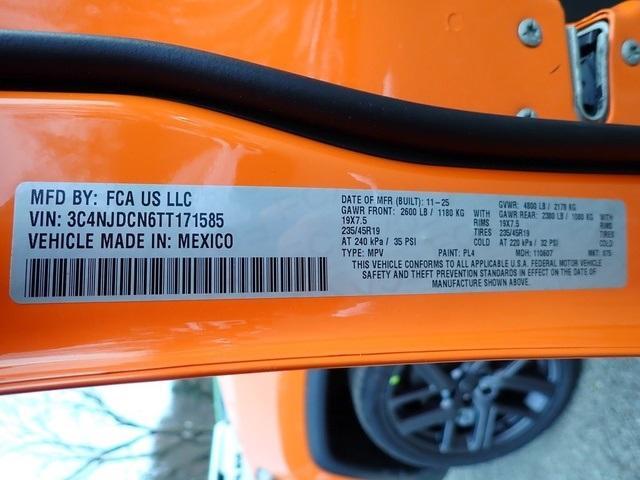 MFD BY: FCA US LLC
VIN: 3C4NJDCN6TT171585
VEHICLE MADE IN: MEXICO
DATE OF MFR (BUILT): 11-25 GVWR: 4800 LB / 2178 KG
GAWR FRONT: 2600 LB / 1180 KG WITH GAWR REAR: 2380 LB / 1080 KG WITH
19X7.5 RIMS 19X7.5 RIMS
235/45R19 TIRES 235/45R19 TIRES
AT 240 kPa / 35 PSI COLD AT 220 kPa / 32 PSI COLD
TYPE: MPV PAINT: PL4 MDH: 110607 MKT: 075
THIS VEHICLE CONFORMS TO ALL APPLICABLE U.S.A. FEDERAL MOTOR VEHICLE
SAFETY AND THEFT PREVENTION STANDARDS IN EFFECT ON THE DATE OF
MANUFACTURE SHOWN ABOVE.